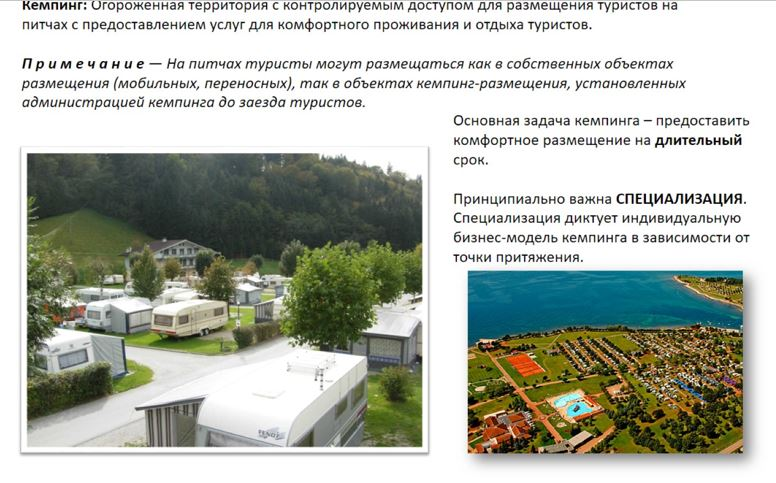 Кемпинг: Огороженная территория с контролируемым доступом для размещения туристов на
питчах с предоставлением услуг для комфортного проживания и отдыха туристов.
П р и м е ч а н и е — На питчах туристы могут размещаться как в собственных объектах
размещения (мобильных, переносных), так в объектах кемпинг-размещения, установленных
администрацией кемпинга до заезда туристов.
Основная задача кемпинга – предоставить
комфортное размещение на длительный
срок.
Принципиально важна СПЕЦИАЛИЗАЦИЯ.
Специализация диктует индивидуальную
бизнес-модель кемпинга в зависимости от
точки притяжения.
FENDT